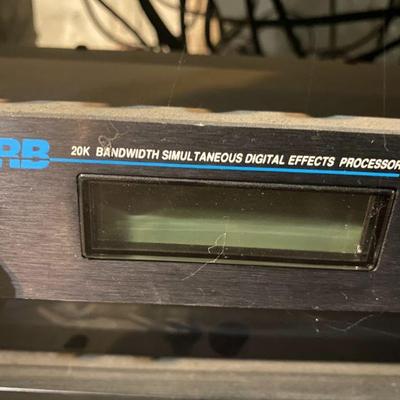 RB
20K BANDWIDTH SIMULTANEOUS DIGITAL EFFECTS PROCESSOR